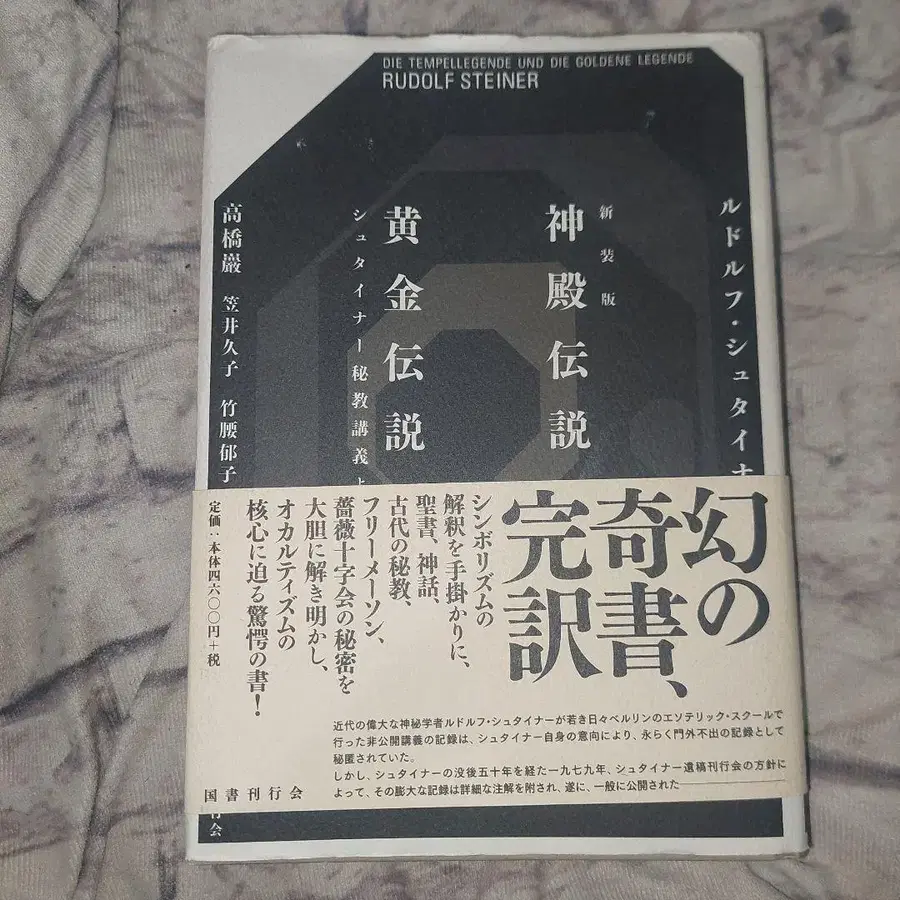 DIE TEMPELLEGENDE UND DIE GOLDENE LEGENDE
RUDOLF STEINER
ルドルフ・シュタイナ
新装版
神殿伝説
黄金伝説
シュタイナー秘教講義よ
高橋巖 笠井久子 竹腰郁子
幻の
奇書、
完訳
シンボリズムの
解釈を手掛かりに、
聖書、神話、
古代の秘教、
フリーメーソン、
薔薇十字会の秘密を
大胆に解き明かし、
オカルティズムの
核心に迫る驚愕の書!
定価:本体四六〇〇円+税
近代の偉大な神秘学者ルドルフ・シュタイナーが若き日々ベルリンのエソテリック・スクールで
行った非公開講義の記録は、シュタイナー自身の意向により、永らく門外不出の記録として
秘匿されていた。
しかし、シュタイナーの没後五十年を経た一九七九年、シュタイナー遺稿刊行会の方針に
よって、その膨大な記録は詳細な注解を附され、遂に、一般に公開された――
国書刊行会
行会